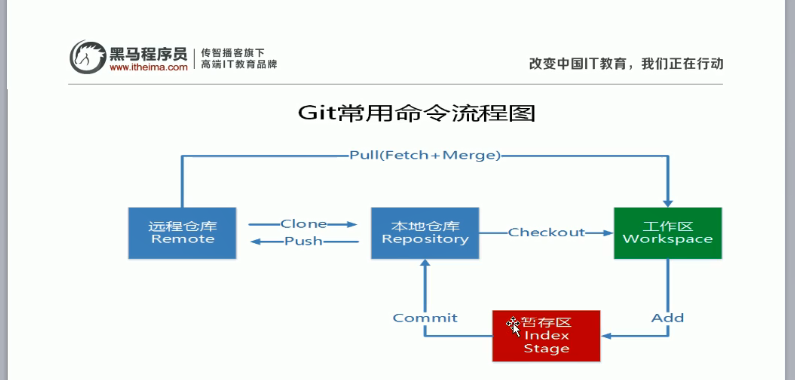 黑马程序员
www.itheima.com
传智播客旗下
高端IT教育品牌
改变中国IT教育，我们正在行动
Git常用命令流程图
Pull(Fetch+Merge)
远程仓库
Remote
Clone
Push
本地仓库
Repository
Checkout
工作区
Workspace
Commit
暂存区
Index
Stage
Add